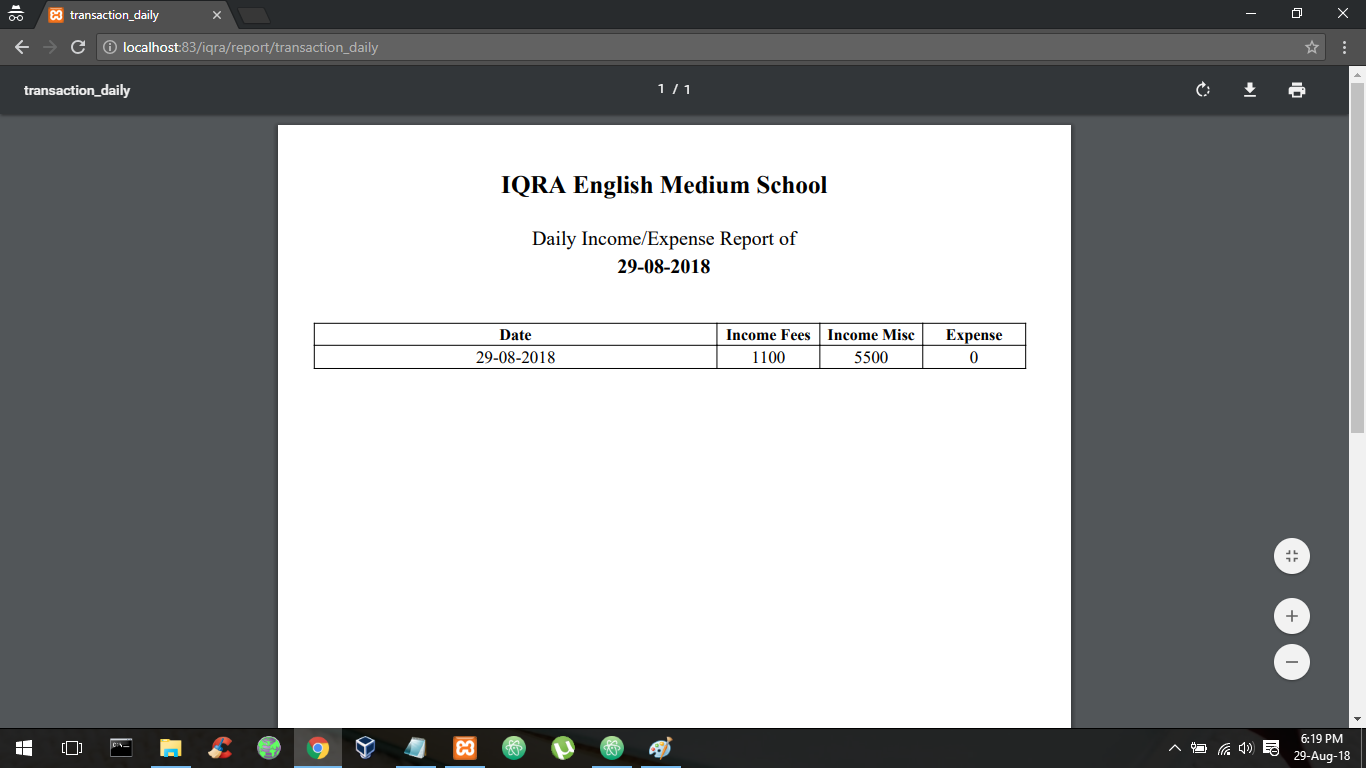 transaction_daily
localhost:83/iqra/report/transaction_daily
transaction_daily
1 / 1
IQRA English Medium School
Daily Income/Expense Report of
29-08-2018
Date Income Fees Income Misc Expense
29-08-2018 1100 5500 0
6:19 PM
29-Aug-18